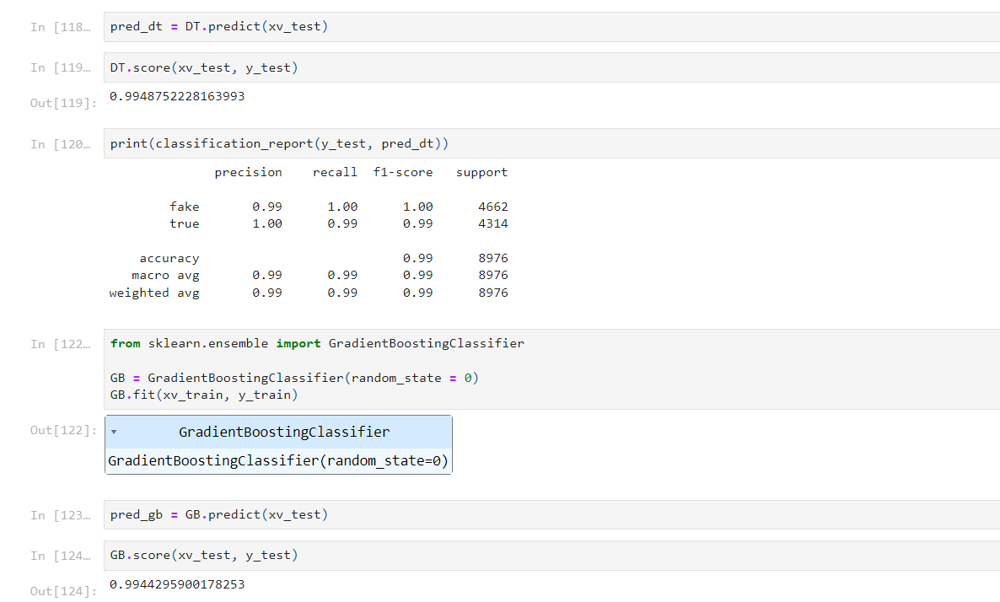 In [118…
pred_dt = DT.predict(xv_test)
In [119…
DT.score(xv_test, y_test)
Out[119]:
0.9948752228163993
In [120…
print(classification_report(y_test, pred_dt))
precision recall f1-score support
fake 0.99 1.00 1.00 4662
true 1.00 0.99 0.99 4314
accuracy 0.99 8976
macro avg 0.99 0.99 0.99 8976
weighted avg 0.99 0.99 0.99 8976
In [122…
from sklearn.ensemble import GradientBoostingClassifier
GB = GradientBoostingClassifier(random_state = 0)
GB.fit(xv_train, y_train)
Out[122]:
GradientBoostingClassifier
GradientBoostingClassifier(random_state=0)
In [123…
pred_gb = GB.predict(xv_test)
In [124…
GB.score(xv_test, y_test)
Out[124]:
0.9944295900178253